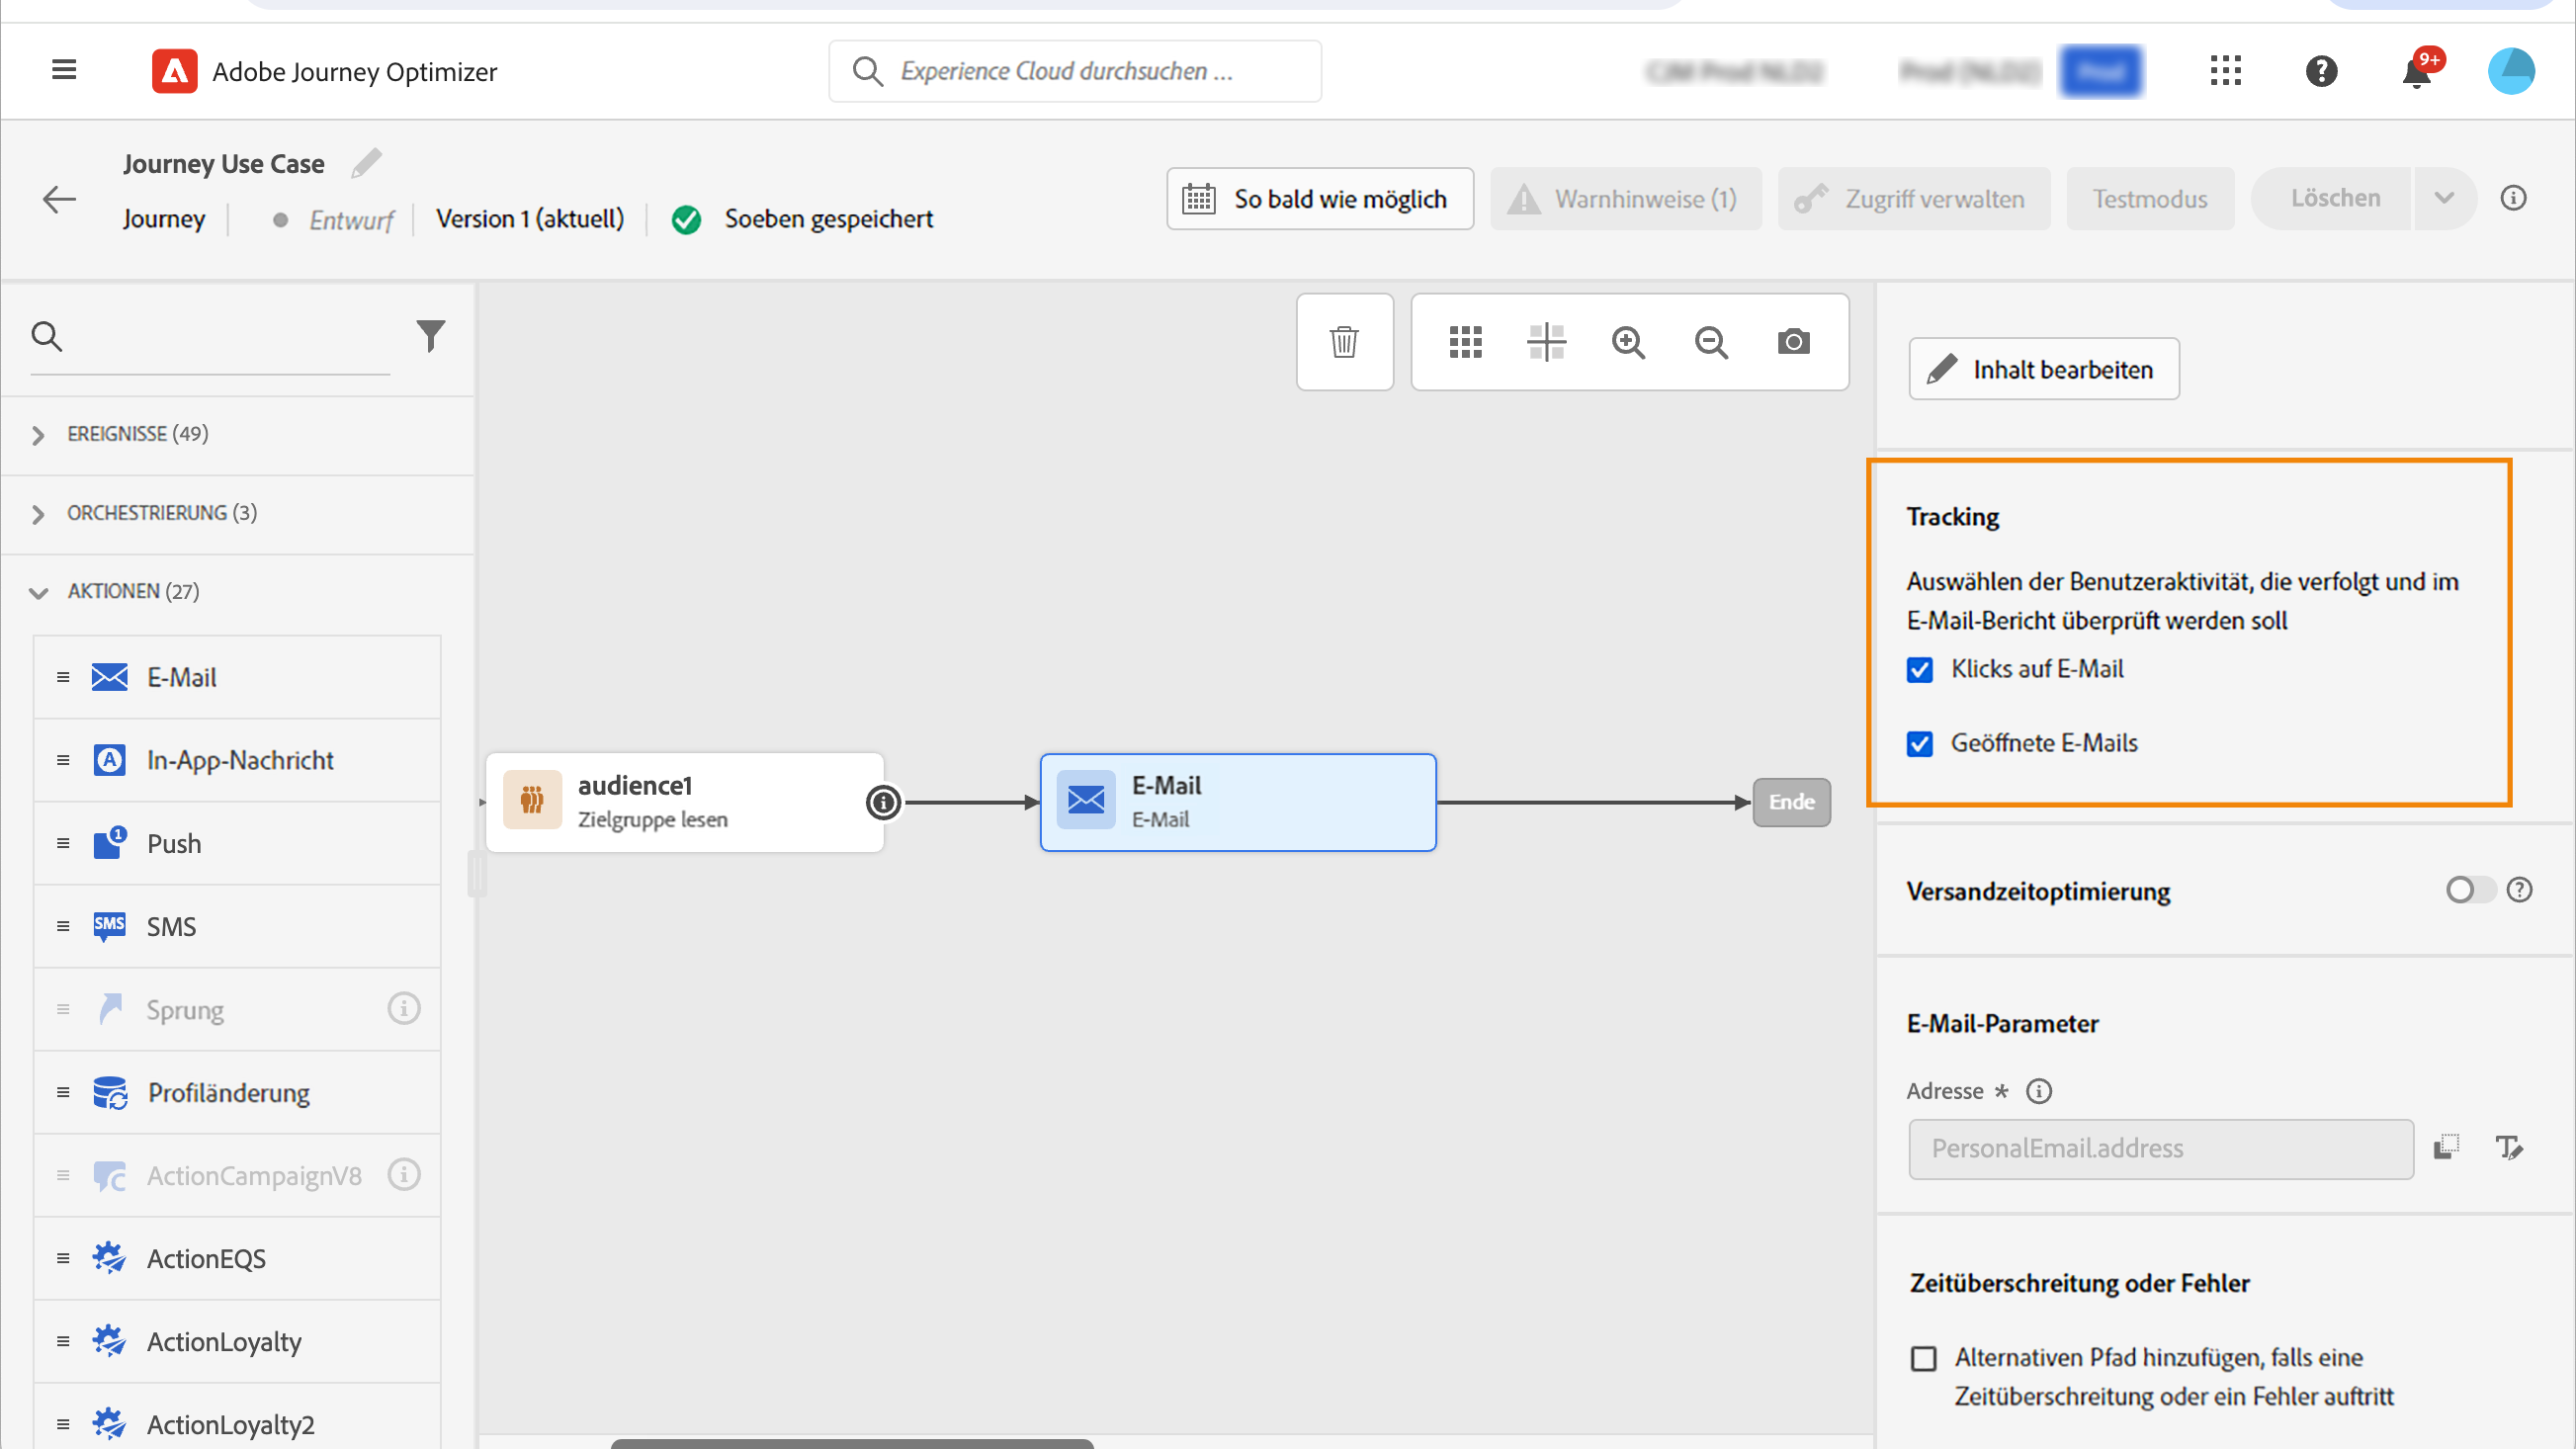 Adobe Journey Optimizer
Experience Cloud durchsuchen ...
9+
Journey Use Case
Journey
Entwurf
Version 1 (aktuell)
Soeben gespeichert
So bald wie möglich
Warnhinweise (1)
Zugriff verwalten
Testmodus
Löschen
EREIGNISSE (49)
ORCHESTRIERUNG (3)
AKTIONEN (27)
E-Mail
In-App-Nachricht
Push
SMS
SMS
Sprung
Profiländerung
ActionCampaignV8
ActionEQS
ActionLoyalty
ActionLoyalty2
audience1
Zielgruppe lesen
E-Mail
E-Mail
Ende
Inhalt bearbeiten
Tracking
Auswählen der Benutzeraktivität, die verfolgt und im
E-Mail-Bericht überprüft werden soll
Klicks auf E-Mail
Geöffnete E-Mails
Versandzeitoptimierung
E-Mail-Parameter
Adresse *
PersonalEmail.address
Zeitüberschreitung oder Fehler
Alternativen Pfad hinzufügen, falls eine
Zeitüberschreitung oder ein Fehler auftritt